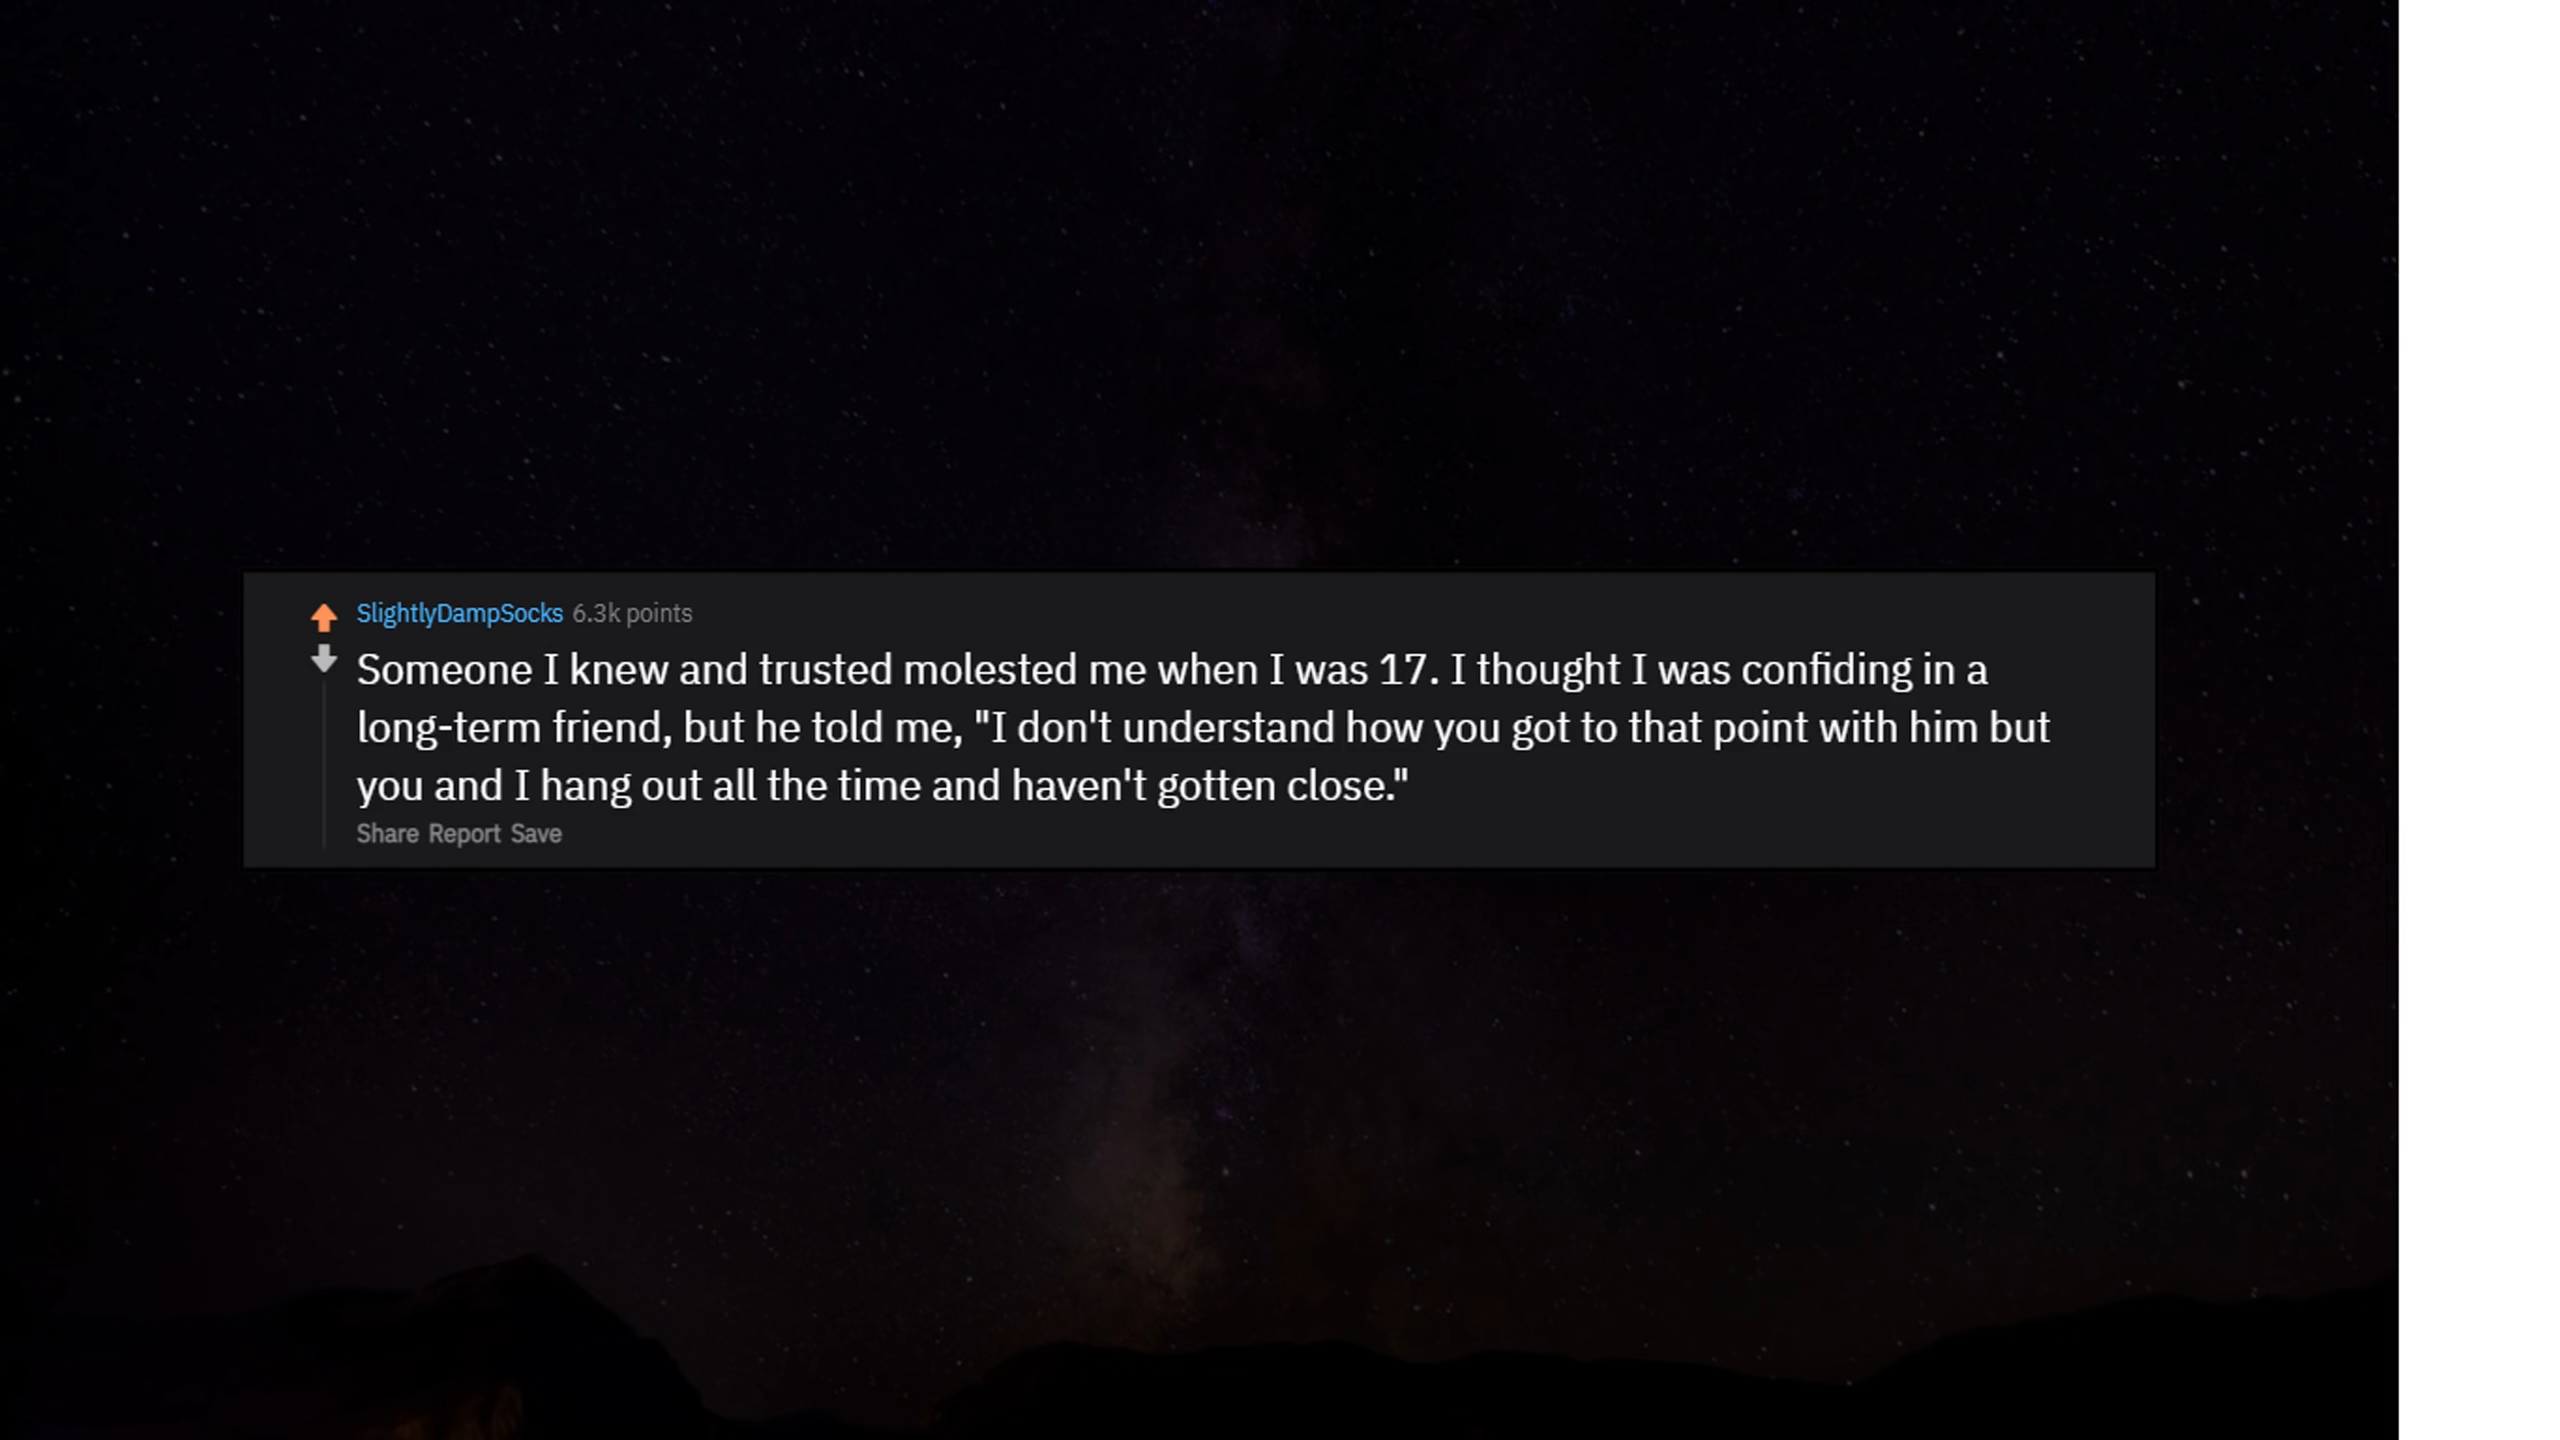 SlightlyDampSocks 6.3k points
Someone I knew and trusted molested me when I was 17. I thought I was confiding in a
long-term friend, but he told me, "I don't understand how you got to that point with him but
you and I hang out all the time and haven't gotten close."
Share Report Save